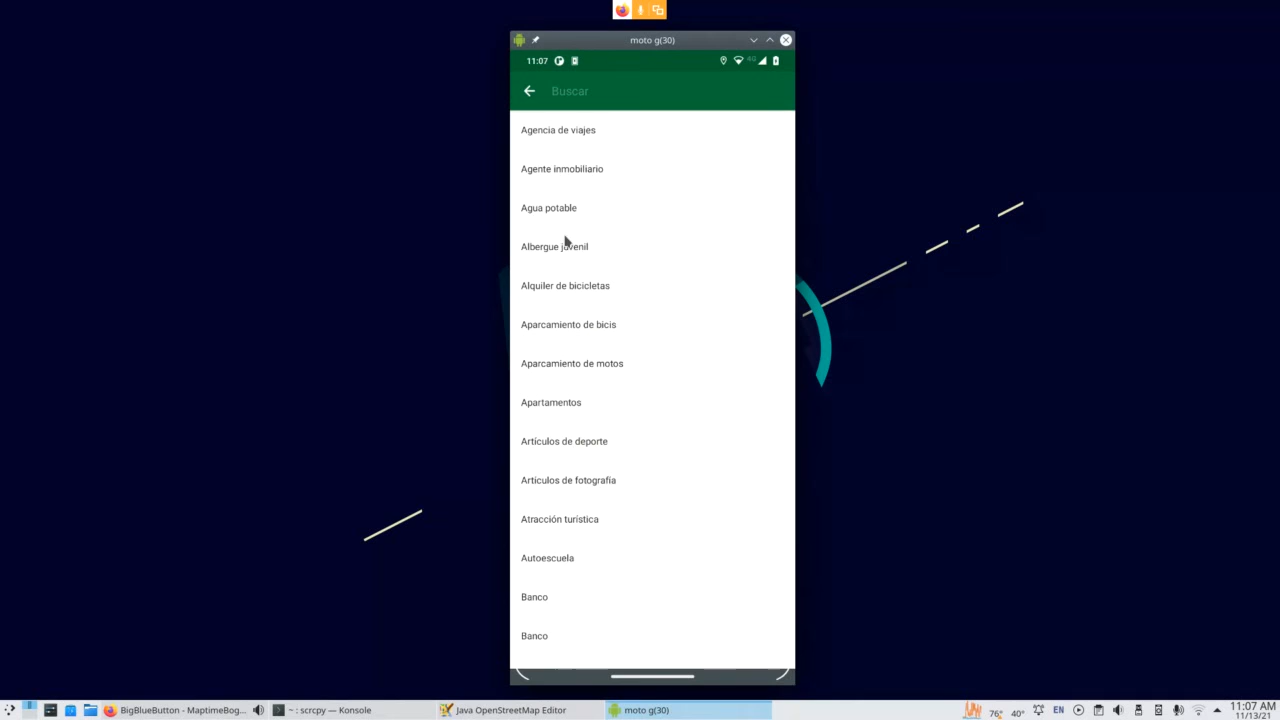 moto g(30)
11:07
4G
Buscar
Agencia de viajes
Agente inmobiliario
Agua potable
Albergue juvenil
Alquiler de bicicletas
Aparcamiento de bicis
Aparcamiento de motos
Apartamentos
Artículos de deporte
Artículos de fotografía
Atracción turística
Autoescuela
Banco
Banco
BigBlueButton - MaptimeBog...
~ : scrcpy — Konsole
Java OpenStreetMap Editor
moto g(30)
76°
40°
EN
11:07 AM
11/13/21